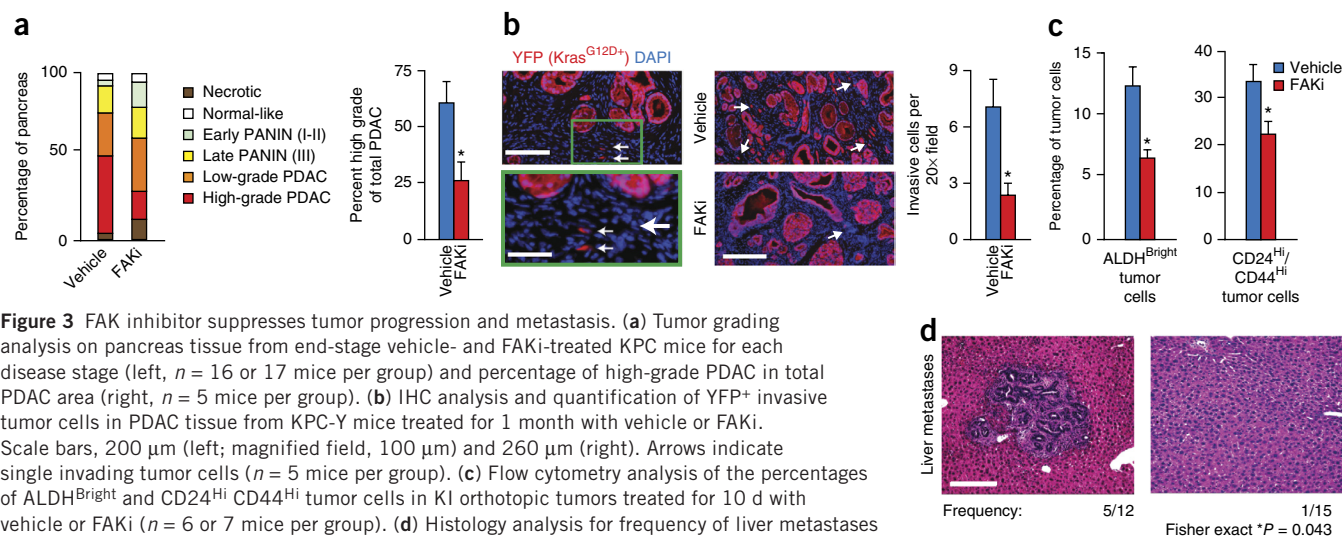 a
Percentage of pancreas
100
50
0
Vehicle
FAKi
Necrotic
Normal-like
Early PANIN (I-II)
Late PANIN (III)
Low-grade PDAC
High-grade PDAC
Percent high grade
of total PDAC
75
50
25
0
*
Vehicle
FAKi
b
YFP (Kras^G12D+) DAPI
Vehicle
FAKi
Invasive cells per
20× field
9
6
3
0
*
Vehicle
FAKi
c
Percentage of tumor cells
15
10
5
0
*
ALDH^Bright
tumor
cells
40
30
20
10
0
*
CD24^Hi/
CD44^Hi
tumor cells
Vehicle
FAKi
Figure 3 FAK inhibitor suppresses tumor progression and metastasis. (a) Tumor grading
analysis on pancreas tissue from end-stage vehicle- and FAKi-treated KPC mice for each
disease stage (left, n = 16 or 17 mice per group) and percentage of high-grade PDAC in total
PDAC area (right, n = 5 mice per group). (b) IHC analysis and quantification of YFP+ invasive
tumor cells in PDAC tissue from KPC-Y mice treated for 1 month with vehicle or FAKi.
Scale bars, 200 μm (left; magnified field, 100 μm) and 260 μm (right). Arrows indicate
single invading tumor cells (n = 5 mice per group). (c) Flow cytometry analysis of the percentages
of ALDH^Bright and CD24^Hi CD44^Hi tumor cells in KI orthotopic tumors treated for 10 d with
vehicle or FAKi (n = 6 or 7 mice per group). (d) Histology analysis for frequency of liver metastases
d
Liver metastases
Frequency: 5/12 1/15
Fisher exact *P = 0.043